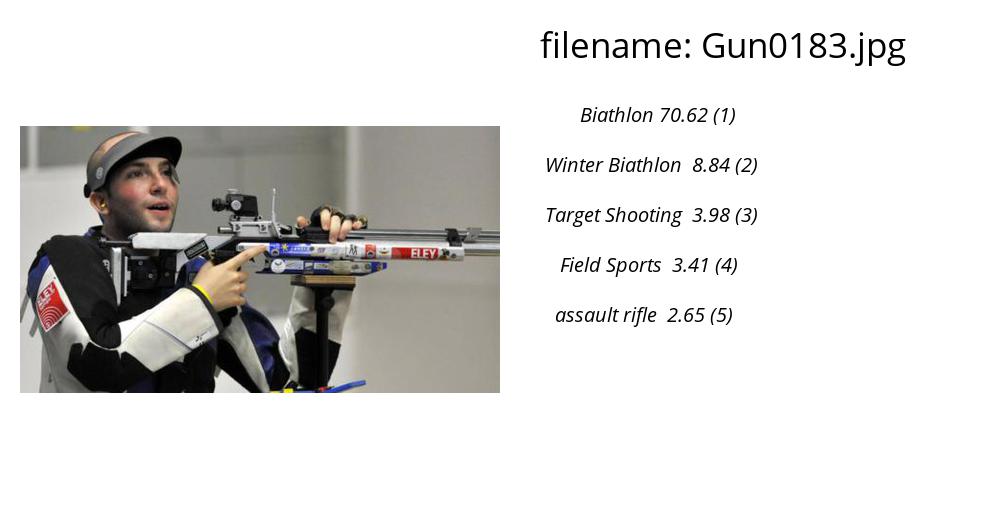 filename: Gun0183.jpg
Biathlon 70.62 (1)
Winter Biathlon 8.84 (2)
Target Shooting 3.98 (3)
Field Sports 3.41 (4)
assault rifle 2.65 (5)
ELEY
ELEY